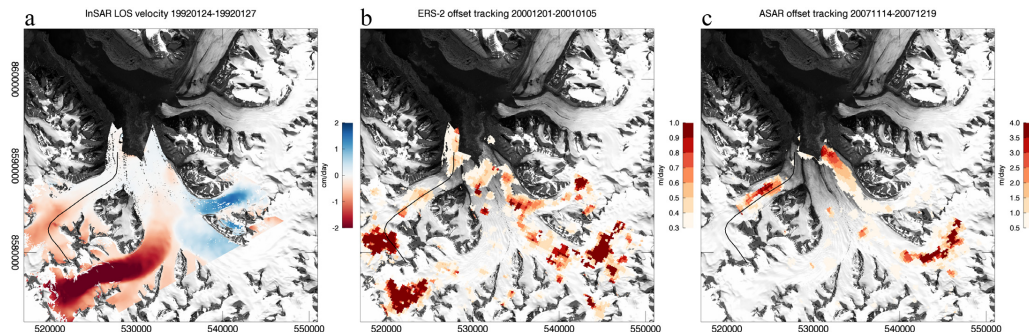 a
InSAR LOS velocity 19920124-19920127
b
ERS-2 offset tracking 20001201-20010105
c
ASAR offset tracking 20071114-20071219
8600000
8590000
8580000
2
1
0
-1
-2
cm/day
1.0
0.9
0.8
0.7
0.6
0.5
0.4
0.3
m/day
4.0
3.5
3.0
2.5
2.0
1.5
1.0
0.5
m/day
520000 530000 540000 550000
520000 530000 540000 550000
520000 530000 540000 550000